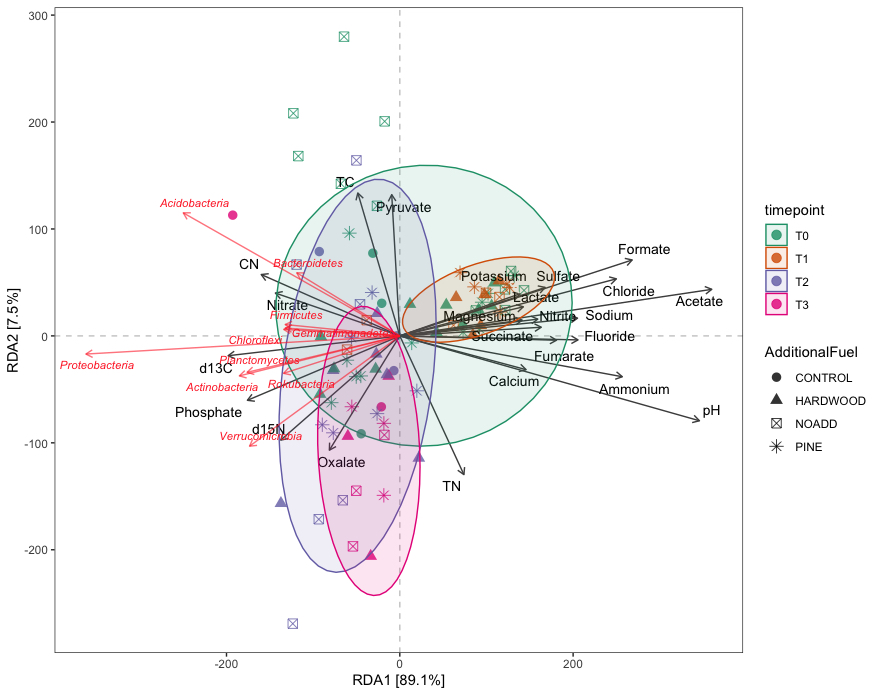 300
200
100
0
-100
-200
-200
0
200
RDA1 [89.1%]
RDA2 [7.5%]
TC
Pyruvate
Acidobacteria
CN
Bacteroidetes
Nitrate
Firmicutes
Gemmatimonadetes
Chloroflexi
Proteobacteria
d13C
Planctomycetes
Actinobacteria
Rokubacteria
Phosphate
d15N
Verrucomicrobia
Oxalate
TN
Formate
Potassium
Sulfate
Chloride
Lactate
Acetate
Magnesium
Nitrite
Sodium
Succinate
Fluoride
Fumarate
Calcium
Ammonium
pH
timepoint
T0
T1
T2
T3
AdditionalFuel
CONTROL
HARDWOOD
NOADD
PINE